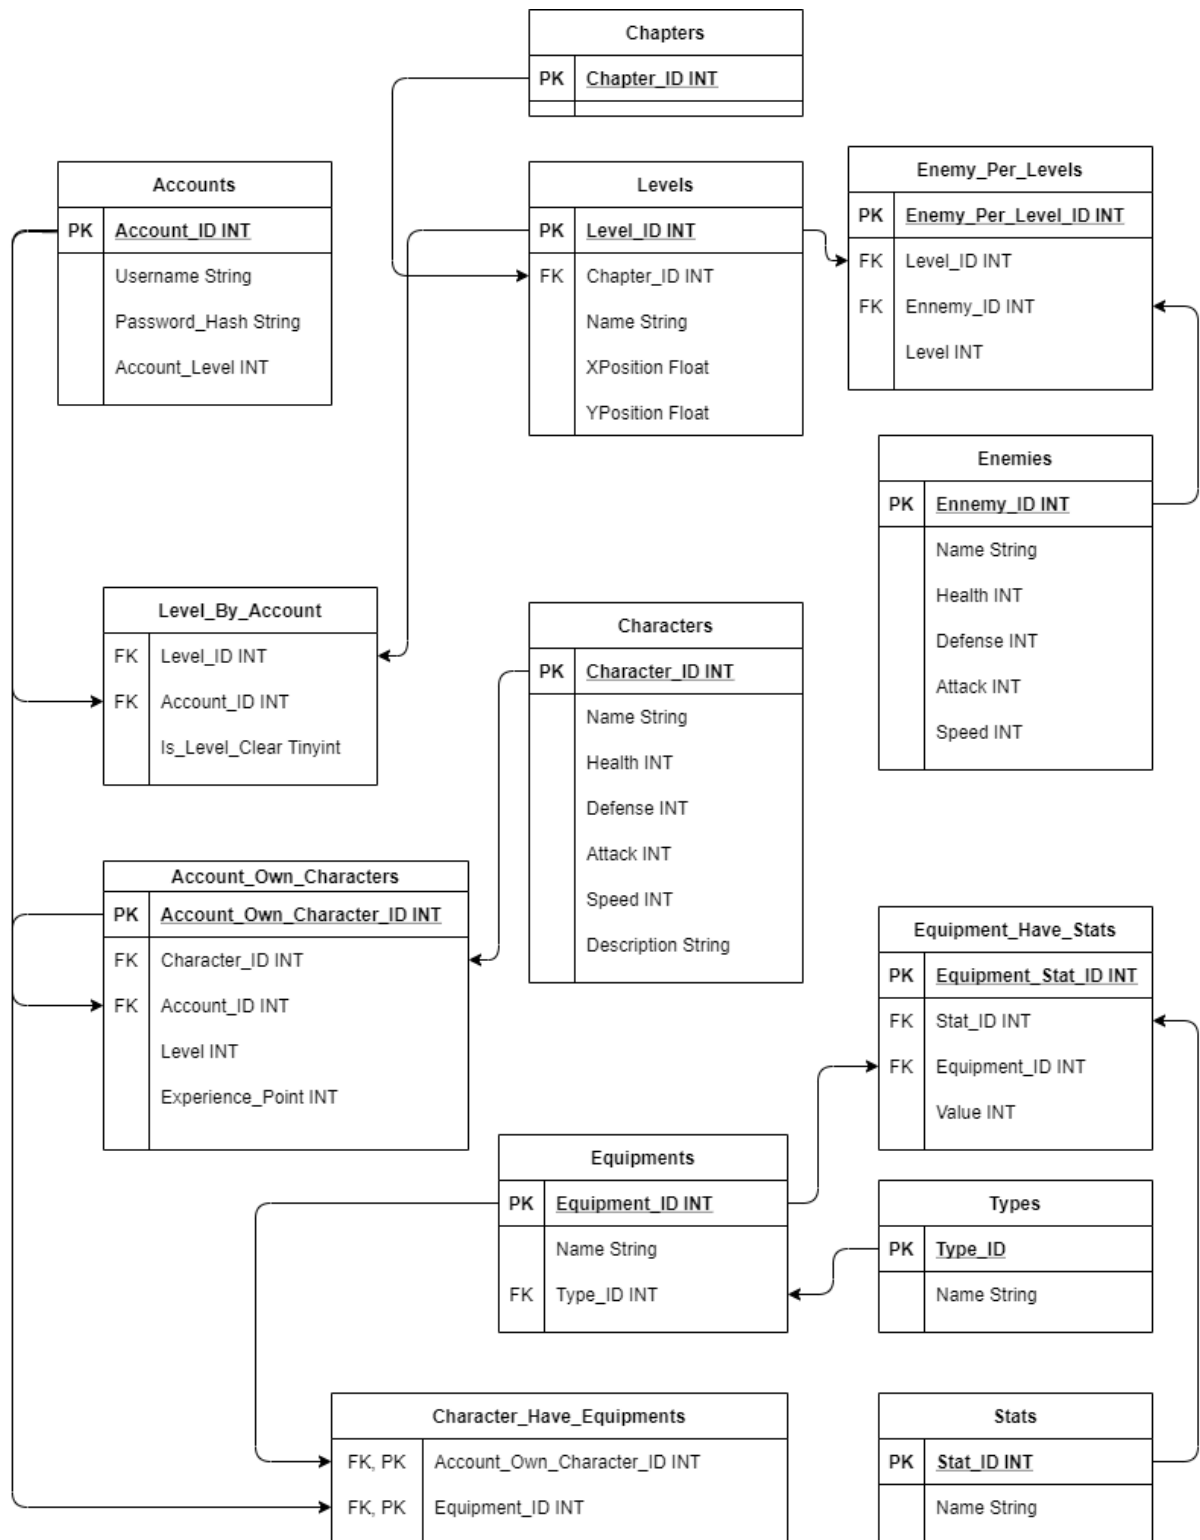 Chapters
PK Chapter_ID INT
Accounts
PK Account_ID INT
Username String
Password_Hash String
Account_Level INT
Levels
PK Level_ID INT
FK Chapter_ID INT
Name String
XPosition Float
YPosition Float
Enemy_Per_Levels
PK Enemy_Per_Level_ID INT
FK Level_ID INT
FK Ennemy_ID INT
Level INT
Enemies
PK Ennemy_ID INT
Name String
Health INT
Defense INT
Attack INT
Speed INT
Level_By_Account
FK Level_ID INT
FK Account_ID INT
Is_Level_Clear Tinyint
Characters
PK Character_ID INT
Name String
Health INT
Defense INT
Attack INT
Speed INT
Description String
Account_Own_Characters
PK Account_Own_Character_ID INT
FK Character_ID INT
FK Account_ID INT
Level INT
Experience_Point INT
Equipment_Have_Stats
PK Equipment_Stat_ID INT
FK Stat_ID INT
FK Equipment_ID INT
Value INT
Equipments
PK Equipment_ID INT
Name String
FK Type_ID INT
Types
PK Type_ID
Name String
Character_Have_Equipments
FK, PK Account_Own_Character_ID INT
FK, PK Equipment_ID INT
Stats
PK Stat_ID INT
Name String